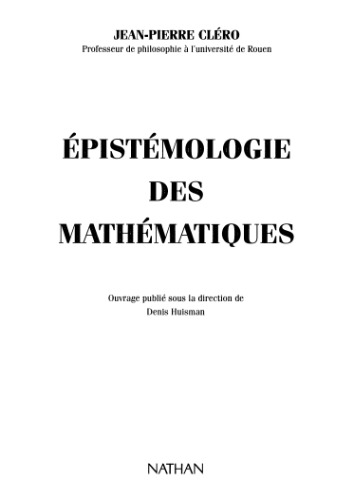 JEAN-PIERRE CLÉRO
Professeur de philosophie à l'université de Rouen
ÉPISTÉMOLOGIE
DES
MATHÉMATIQUES
Ouvrage publié sous la direction de
Denis Huisman
NATHAN